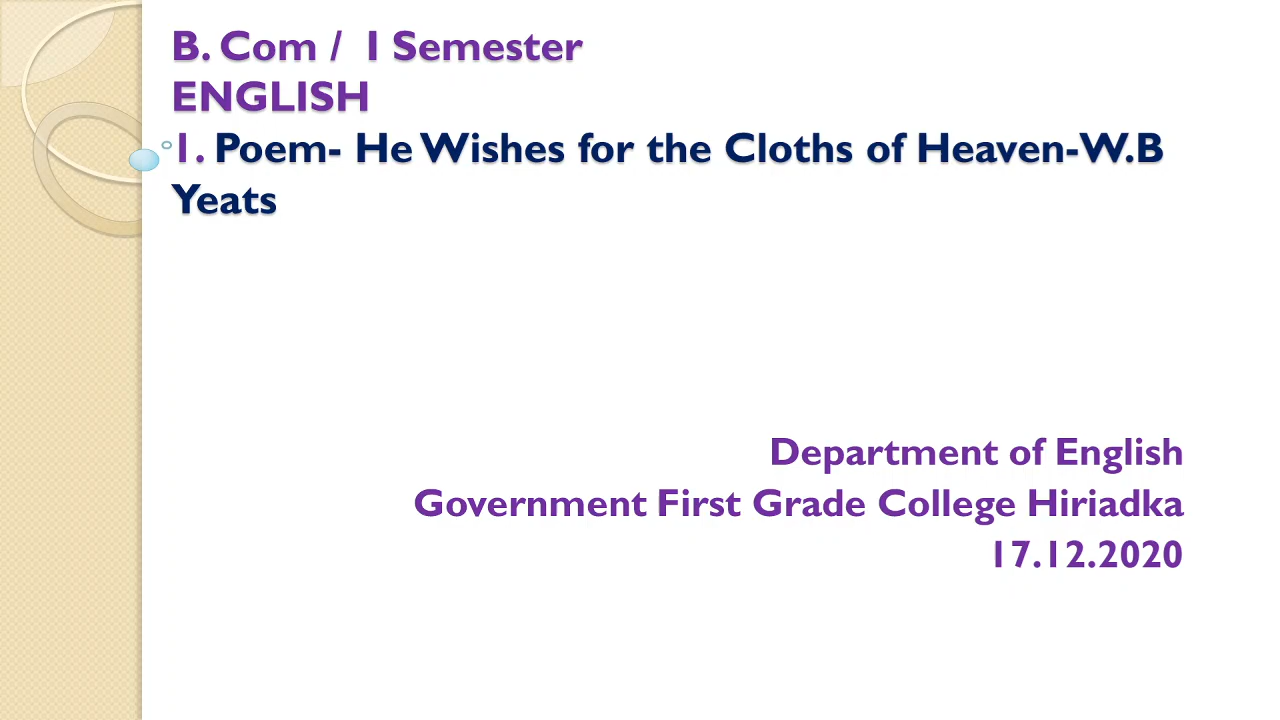 B. Com / I Semester
ENGLISH
1. Poem- He Wishes for the Cloths of Heaven-W.B
Yeats
Department of English
Government First Grade College Hiriadka
17.12.2020